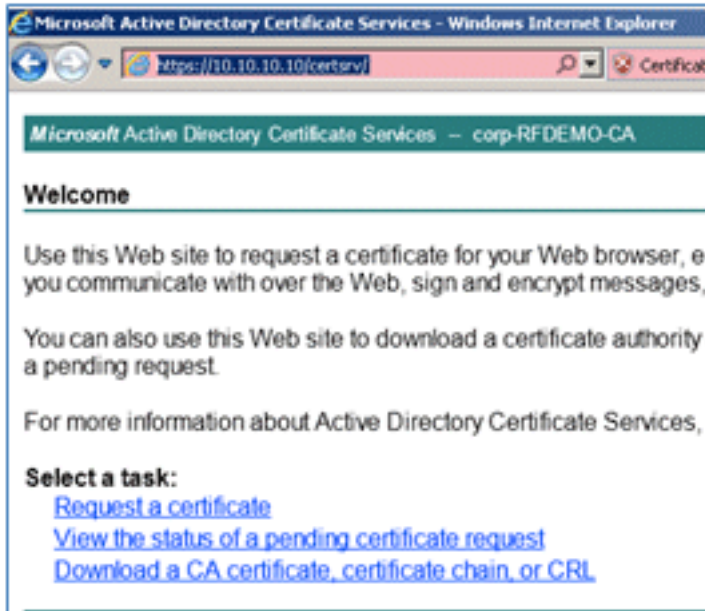 Microsoft Active Directory Certificate Services - Windows Internet Explorer
https://10.10.10.10/certsrv/
Certificat
Microsoft Active Directory Certificate Services -- corp-RFDEMO-CA
Welcome
Use this Web site to request a certificate for your Web browser, e
you communicate with over the Web, sign and encrypt messages,
You can also use this Web site to download a certificate authority
a pending request.
For more information about Active Directory Certificate Services,
Select a task:
Request a certificate
View the status of a pending certificate request
Download a CA certificate, certificate chain, or CRL